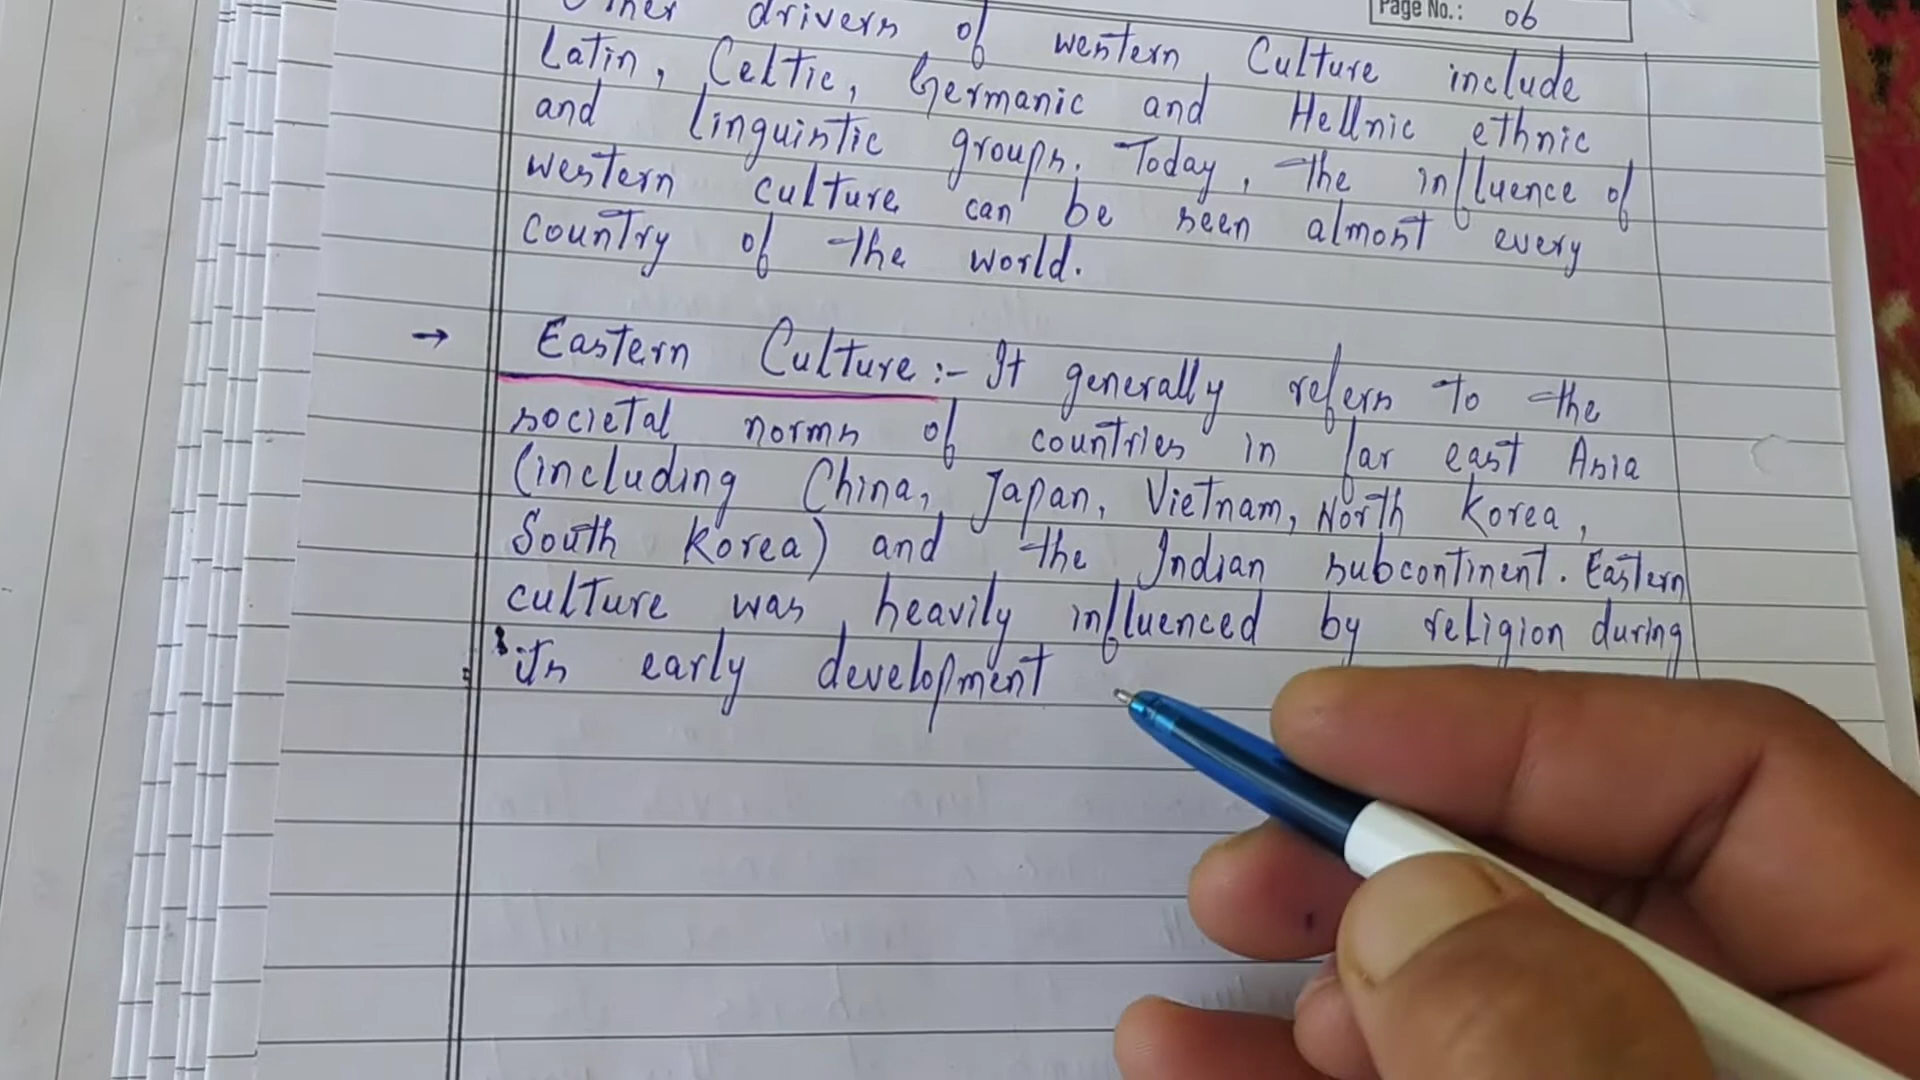 Page No.: 06
Other drivers of western Culture include
Latin, Celtic, Germanic and Hellnic ethnic
and linguistic groups. Today, the influence of
western culture can be seen almost every
country of the world.
→ Eastern Culture :- It generally refers to the
societal norms of countries in far east Asia
(including China, Japan, Vietnam, North Korea,
South Korea) and the Indian subcontinent. Eastern
culture was heavily influenced by religion during
its early development